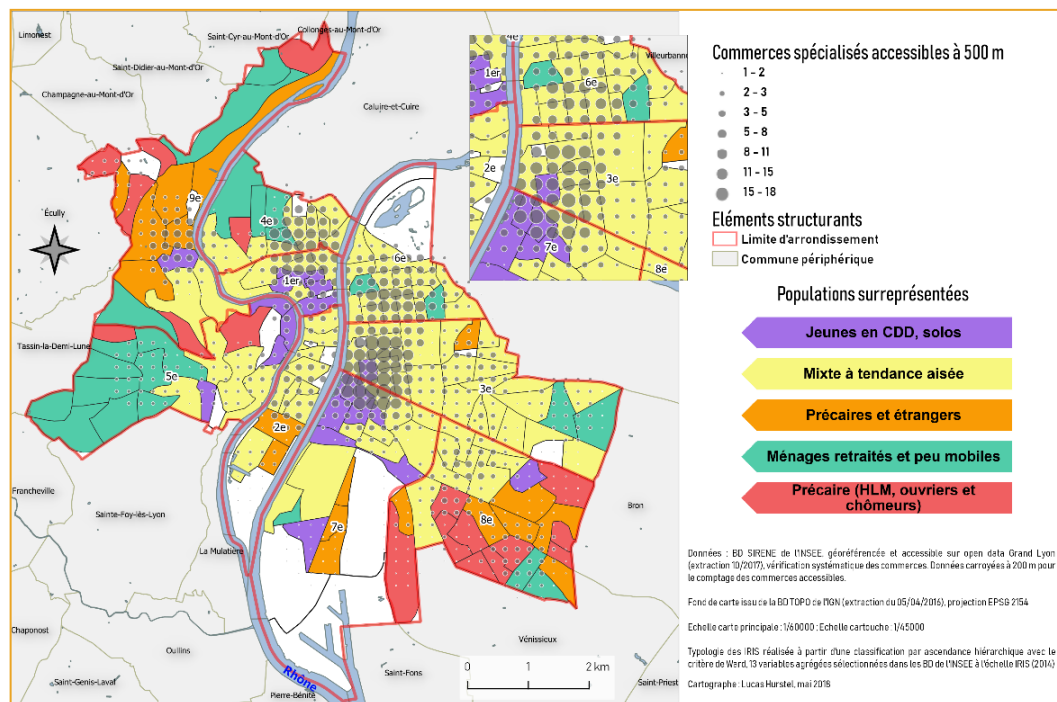 Limonest
Saint-Cyr-au-Mont-d'Or
Collonges-au-Mont-d'Or
Saint-Didier-au-Mont-d'Or
Champagne-au-Mont-d'Or
Caluire-et-Cuire
Écully
9e
4e
1er
6e
Tassin-la-Demi-Lune
5e
3e
2e
Francheville
Sainte-Foy-lès-Lyon
7e
8e
Bron
La Mulatière
Chaponost
Oullins
Vénissieux
Rhône
Saint-Fons
Saint-Genis-Laval
Pierre-Bénite
Saint-Priest
0 1 2 km
4e
Villeurbanne
1er
6e
2e
3e
7e
8e
Commerces spécialisés accessibles à 500 m
1 - 2
2 - 3
3 - 5
5 - 8
8 - 11
11 - 15
15 - 18
Eléments structurants
Limite d'arrondissement
Commune périphérique
Populations surreprésentées
Jeunes en CDD, solos
Mixte à tendance aisée
Précaires et étrangers
Ménages retraités et peu mobiles
Précaire (HLM, ouvriers et
chômeurs)
Données : BD SIRENE de l'INSEE, géoréférencée et accessible sur open data Grand Lyon
(extraction 10/2017), vérification systématique des commerces. Données carroyées à 200 m pour
le comptage des commerces accessibles.
Fond de carte issu de la BD TOPO de l'IGN (extraction du 05/04/2016), projection EPSG 2154
Echelle carte principale : 1/60000 ; Echelle cartouche : 1/45000
Typologie des IRIS réalisée à partir d'une classification par ascendance hiérarchique avec le
critère de Ward, 13 variables agrégées sélectionnées dans les BD de l'INSEE à l'échelle IRIS (2014)
Cartographe : Lucas Hurstel, mai 2018